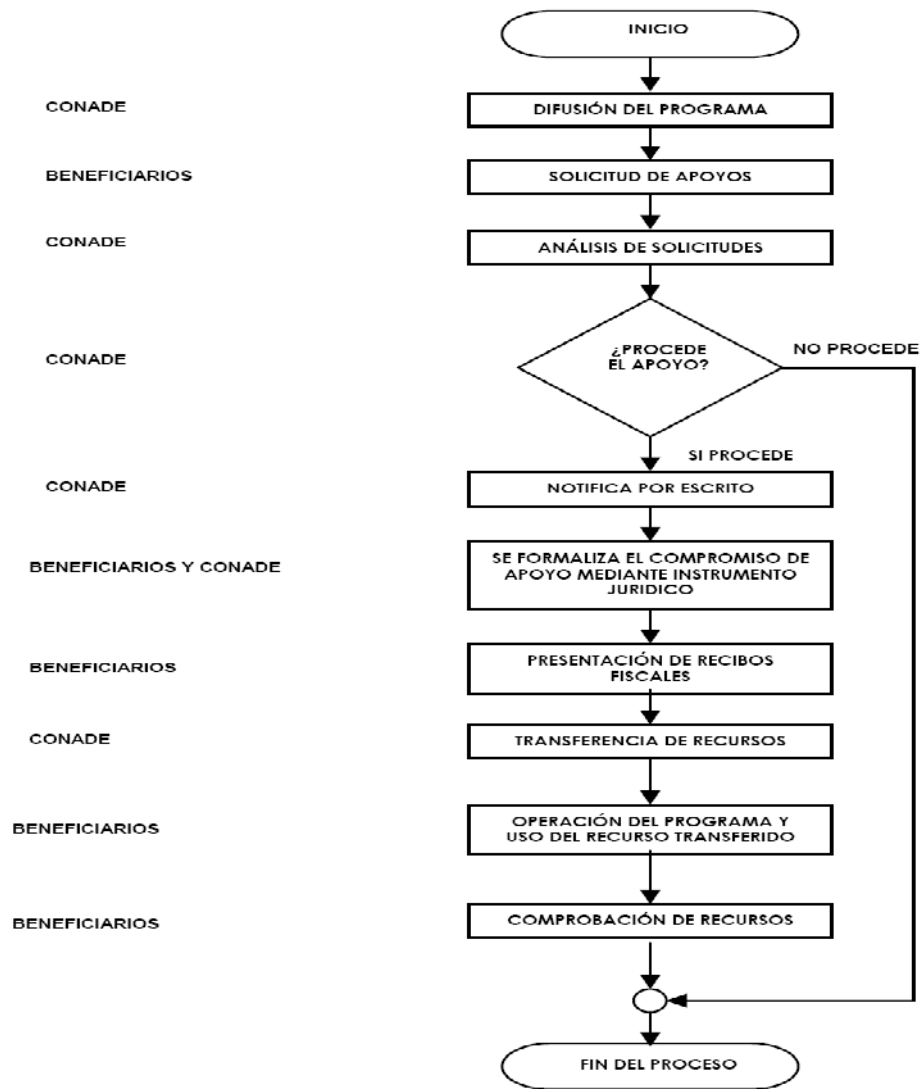 INICIO
CONADE
DIFUSIÓN DEL PROGRAMA
BENEFICIARIOS
SOLICITUD DE APOYOS
CONADE
ANÁLISIS DE SOLICITUDES
CONADE
¿PROCEDE
EL APOYO?
NO PROCEDE
SI PROCEDE
CONADE
NOTIFICA POR ESCRITO
BENEFICIARIOS Y CONADE
SE FORMALIZA EL COMPROMISO DE
APOYO MEDIANTE INSTRUMENTO
JURIDICO
BENEFICIARIOS
PRESENTACIÓN DE RECIBOS
FISCALES
CONADE
TRANSFERENCIA DE RECURSOS
BENEFICIARIOS
OPERACIÓN DEL PROGRAMA Y
USO DEL RECURSO TRANSFERIDO
BENEFICIARIOS
COMPROBACIÓN DE RECURSOS
FIN DEL PROCESO